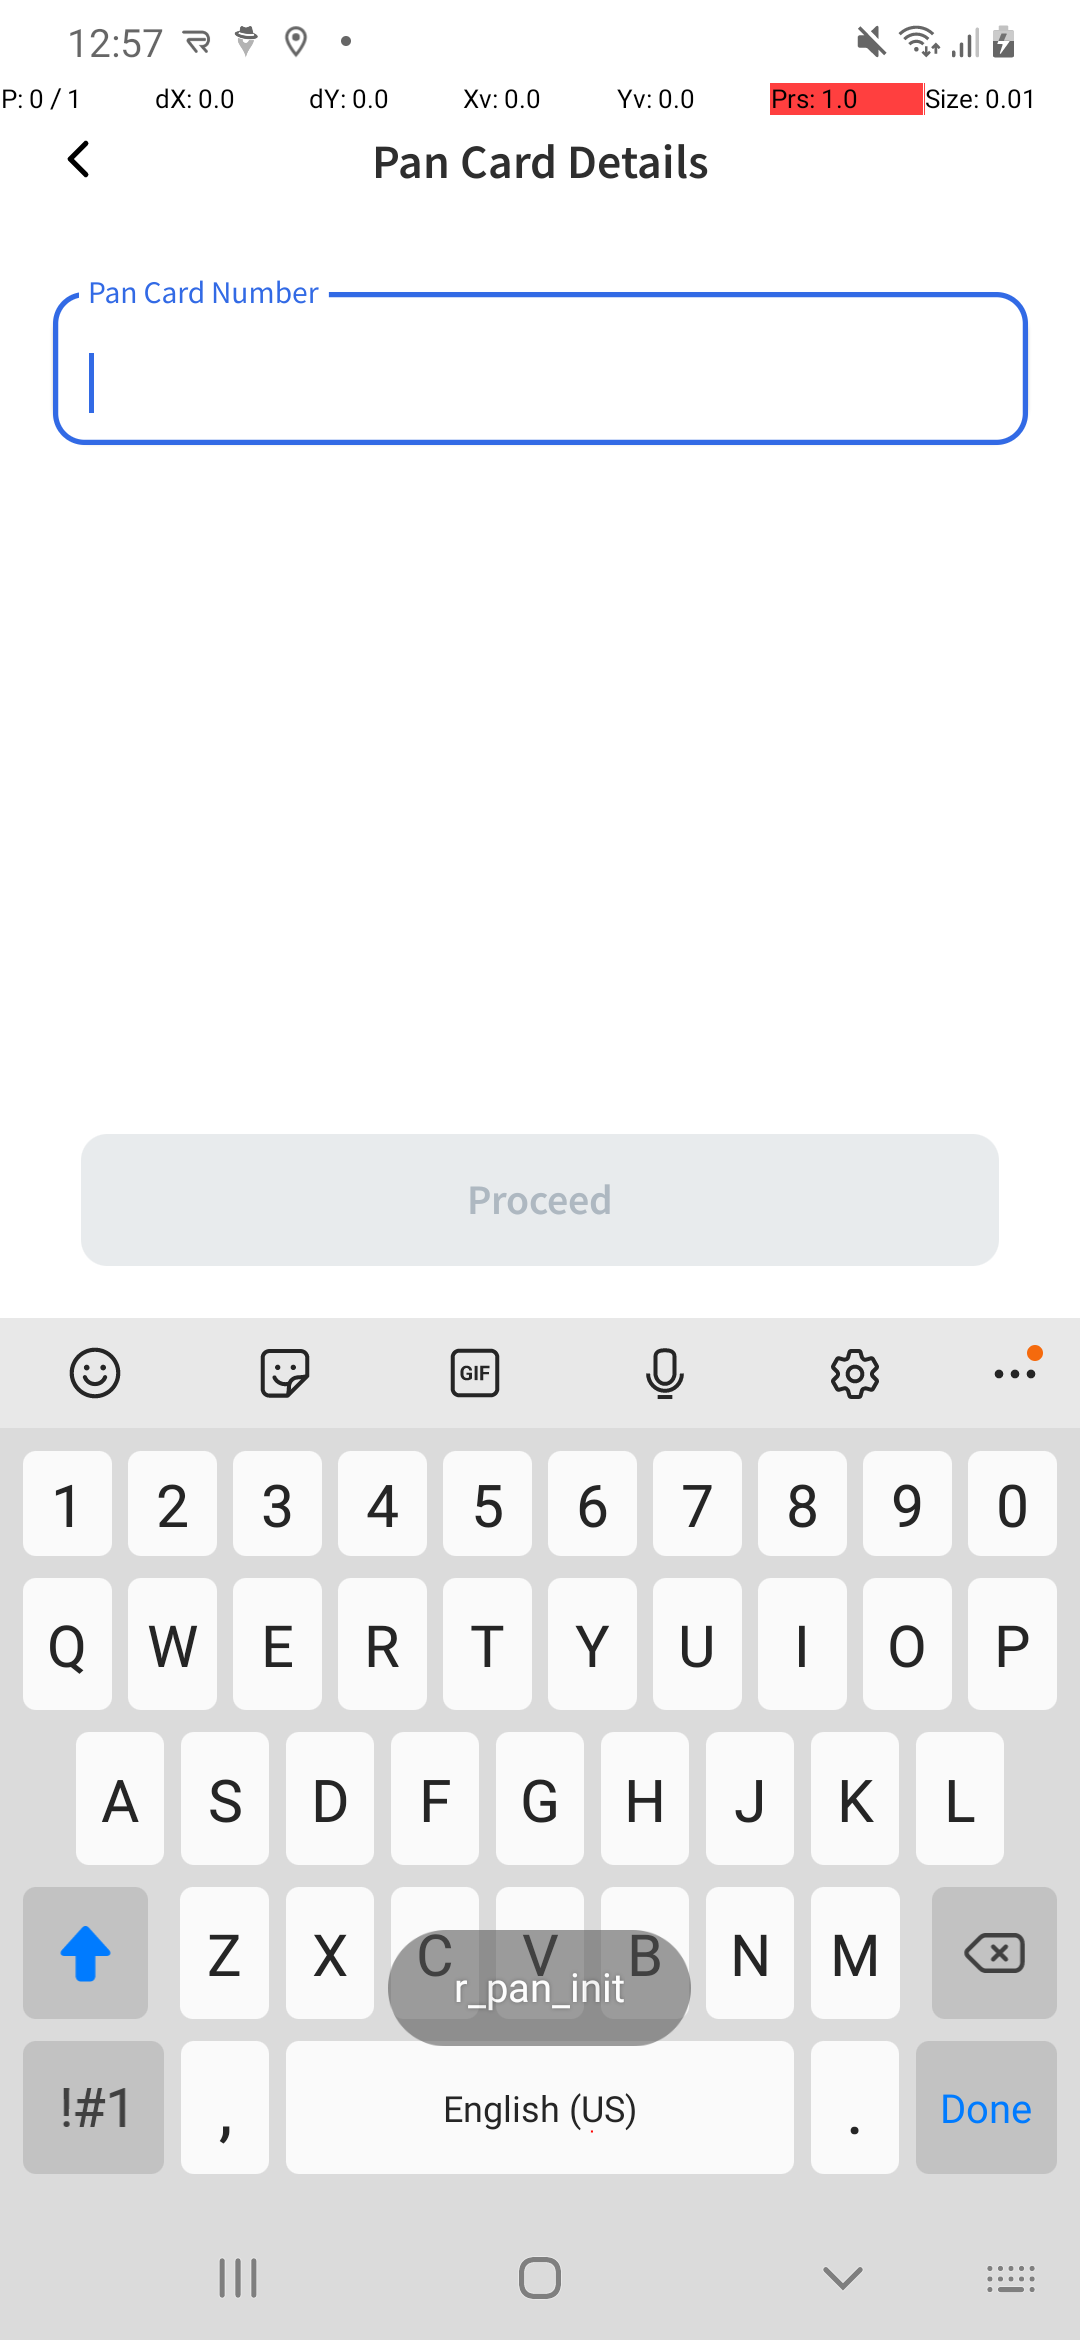 12:57
P: 0 / 1 dX: 0.0 dY: 0.0 Xv: 0.0 Yv: 0.0 Prs: 1.0 Size: 0.01
Pan Card Details
Pan Card Number
Proceed
GIF
1 2 3 4 5 6 7 8 9 0
Q W E R T Y U I O P
A S D F G H J K L
Z X C V B N M
r_pan_init
!#1 , English (US) . Done